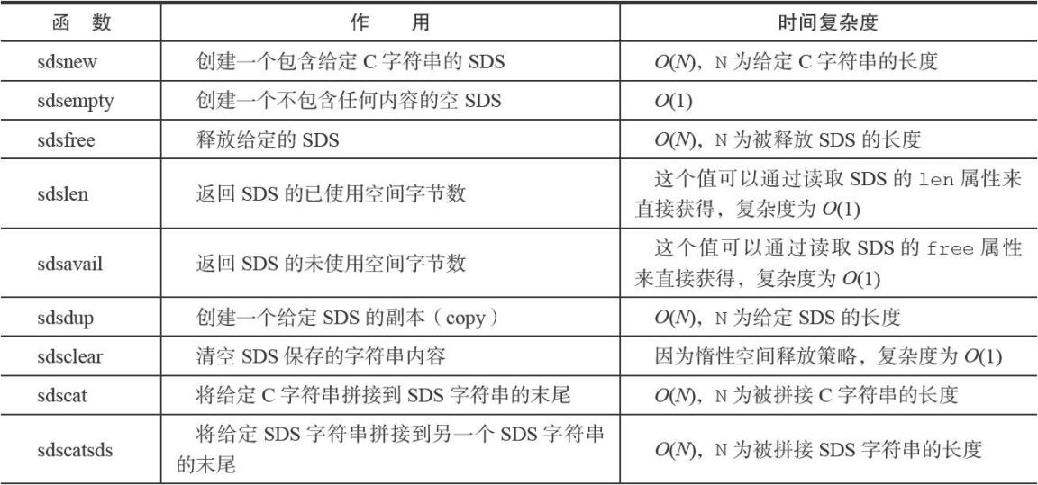 函 数 作 用 时间复杂度
sdsnew 创建一个包含给定 C 字符串的 SDS O(N)，N 为给定 C 字符串的长度
sdsempty 创建一个不包含任何内容的空 SDS O(1)
sdsfree 释放给定的 SDS O(N)，N 为被释放 SDS 的长度
sdslen 返回 SDS 的已使用空间字节数 这个值可以通过读取 SDS 的 len 属性来
直接获得，复杂度为 O(1)
sdsavail 返回 SDS 的未使用空间字节数 这个值可以通过读取 SDS 的 free 属性
来直接获得，复杂度为 O(1)
sdsdup 创建一个给定 SDS 的副本（copy） O(N)，N 为给定 SDS 的长度
sdsclear 清空 SDS 保存的字符串内容 因为惰性空间释放策略，复杂度为 O(1)
sdscat 将给定 C 字符串拼接到 SDS 字符串的末尾 O(N)，N 为被拼接 C 字符串的长度
sdscatsds 将给定 SDS 字符串拼接到另一个 SDS 字符串
的末尾 O(N)，N 为被拼接 SDS 字符串的长度